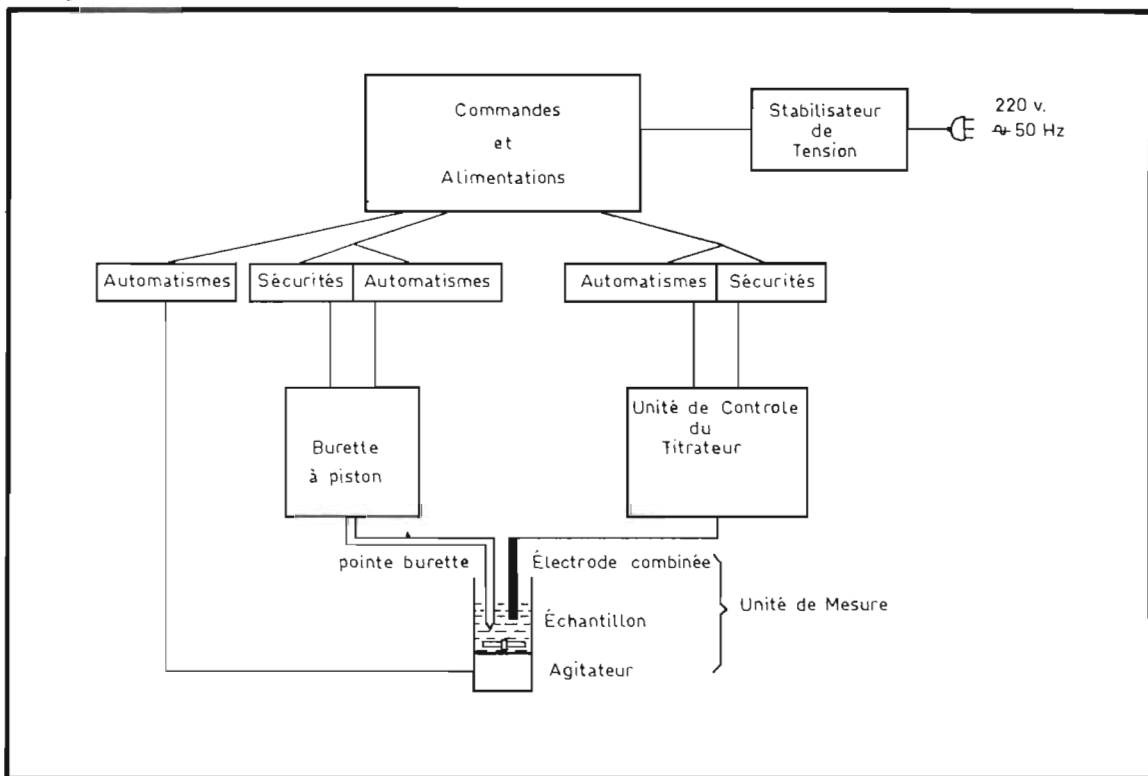 Commandes
et
Alimentations
Stabilisateur
de
Tension
220 v.
∿ 50 Hz
Automatismes
Sécurités
Automatismes
Automatismes
Sécurités
Burette
à piston
Unité de Controle
du
Titrateur
pointe burette
Électrode combinée
Échantillon
Unité de Mesure
Agitateur